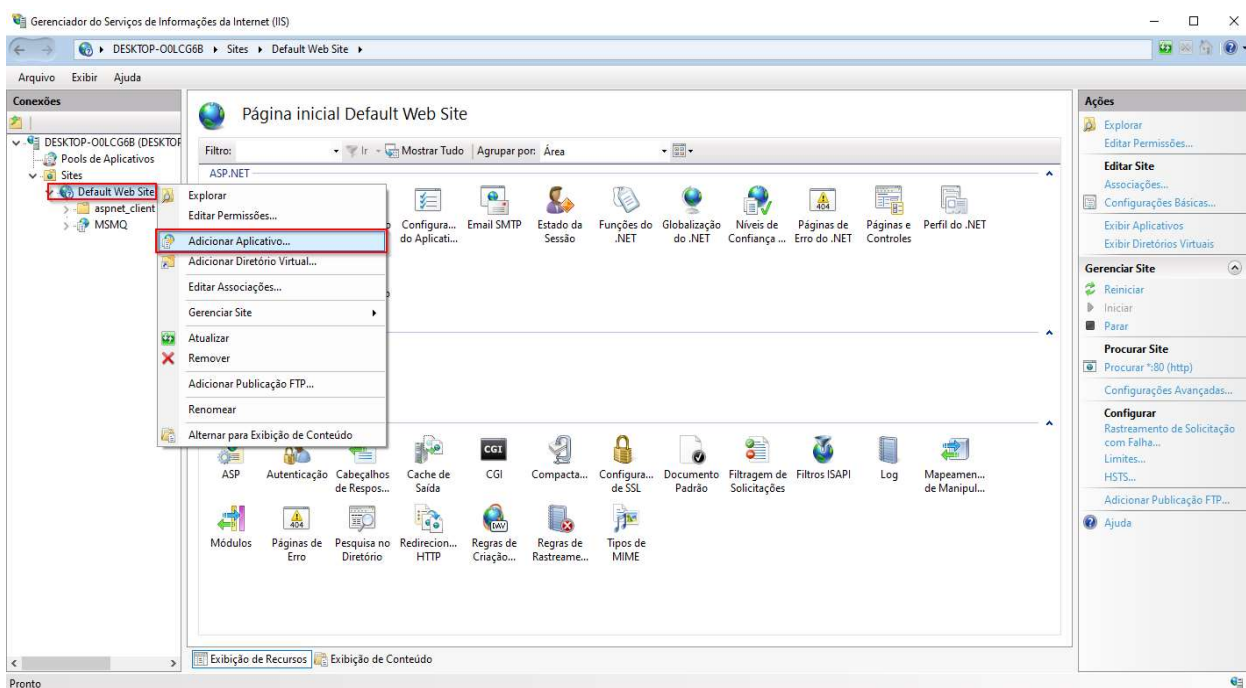 Gerenciador do Serviços de Informações da Internet (IIS)
DESKTOP-O0LCG6B
Sites
Default Web Site
Arquivo
Exibir
Ajuda
Conexões
DESKTOP-O0LCG6B (DESKTOP
Pools de Aplicativos
Sites
Default Web Site
aspnet_client
MSMQ
Explorar
Editar Permissões...
Adicionar Aplicativo...
Adicionar Diretório Virtual...
Editar Associações...
Gerenciar Site
Atualizar
Remover
Adicionar Publicação FTP...
Renomear
Alternar para Exibição de Conteúdo
Página inicial Default Web Site
Filtro:
Ir
Mostrar Tudo
Agrupar por:
Área
ASP.NET
Configura... do Aplicati...
Email SMTP
Estado da Sessão
Funções do .NET
Globalização do .NET
Níveis de Confiança ...
404
Páginas de Erro do .NET
Páginas e Controles
Perfil do .NET
ASP
Autenticação
Cabeçalhos de Respos...
Cache de Saída
CGI
CGI
Compacta...
Configura... de SSL
Documento Padrão
Filtragem de Solicitações
Filtros ISAPI
Log
Mapeamen... de Manipul...
Módulos
404
Páginas de Erro
Pesquisa no Diretório
Redirecion... HTTP
DAV
Regras de Criação...
Regras de Rastreame...
Tipos de MIME
Exibição de Recursos
Exibição de Conteúdo
Ações
Explorar
Editar Permissões...
Editar Site
Associações...
Configurações Básicas...
Exibir Aplicativos
Exibir Diretórios Virtuais
Gerenciar Site
Reiniciar
Iniciar
Parar
Procurar Site
Procurar *:80 (http)
Configurações Avançadas...
Configurar
Rastreamento de Solicitação
com Falha...
Limites...
HSTS...
Adicionar Publicação FTP...
Ajuda
Pronto